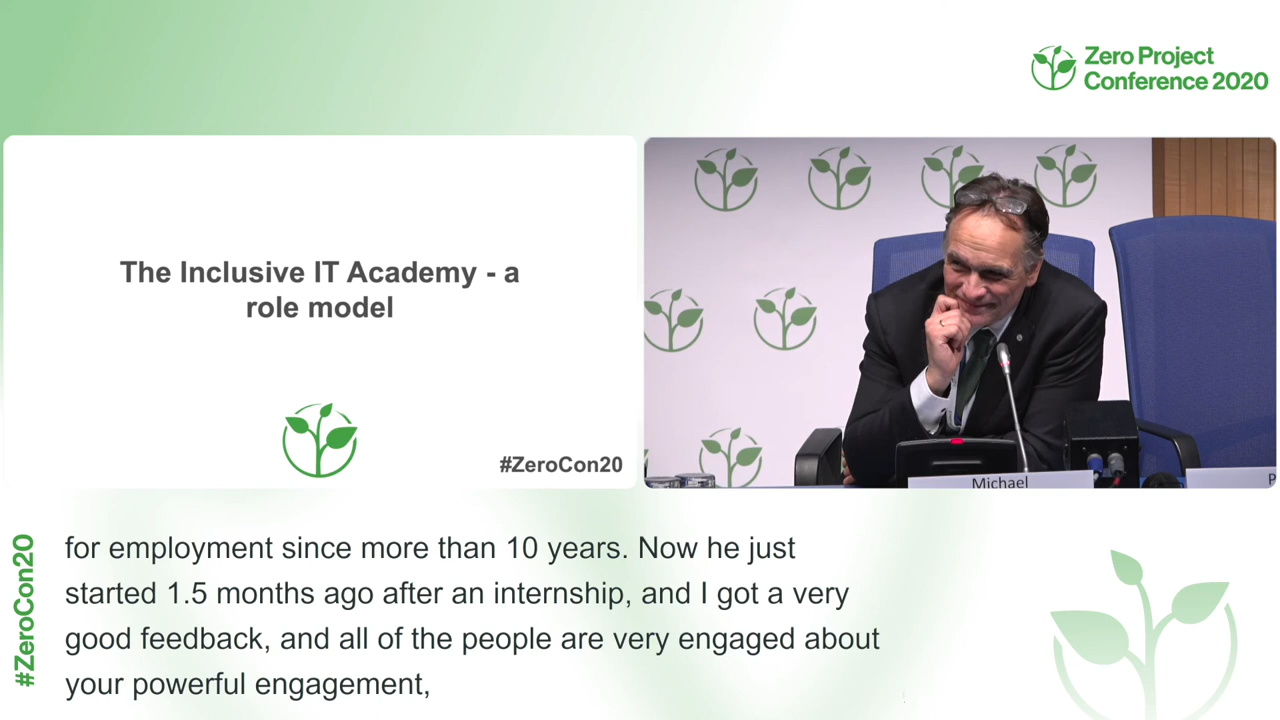 Zero Project
Conference 2020
The Inclusive IT Academy - a
role model
#ZeroCon20
Michael
P
#ZeroCon20
for employment since more than 10 years. Now he just
started 1.5 months ago after an internship, and I got a very
good feedback, and all of the people are very engaged about
your powerful engagement,